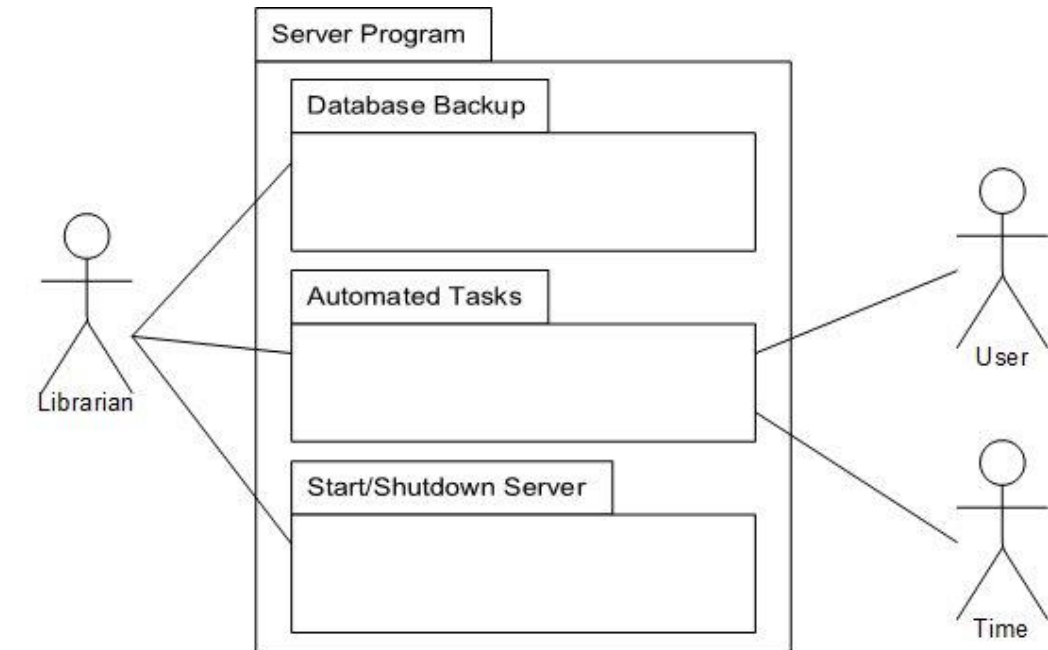 Server Program
Database Backup
Automated Tasks
Start/Shutdown Server
Librarian
User
Time